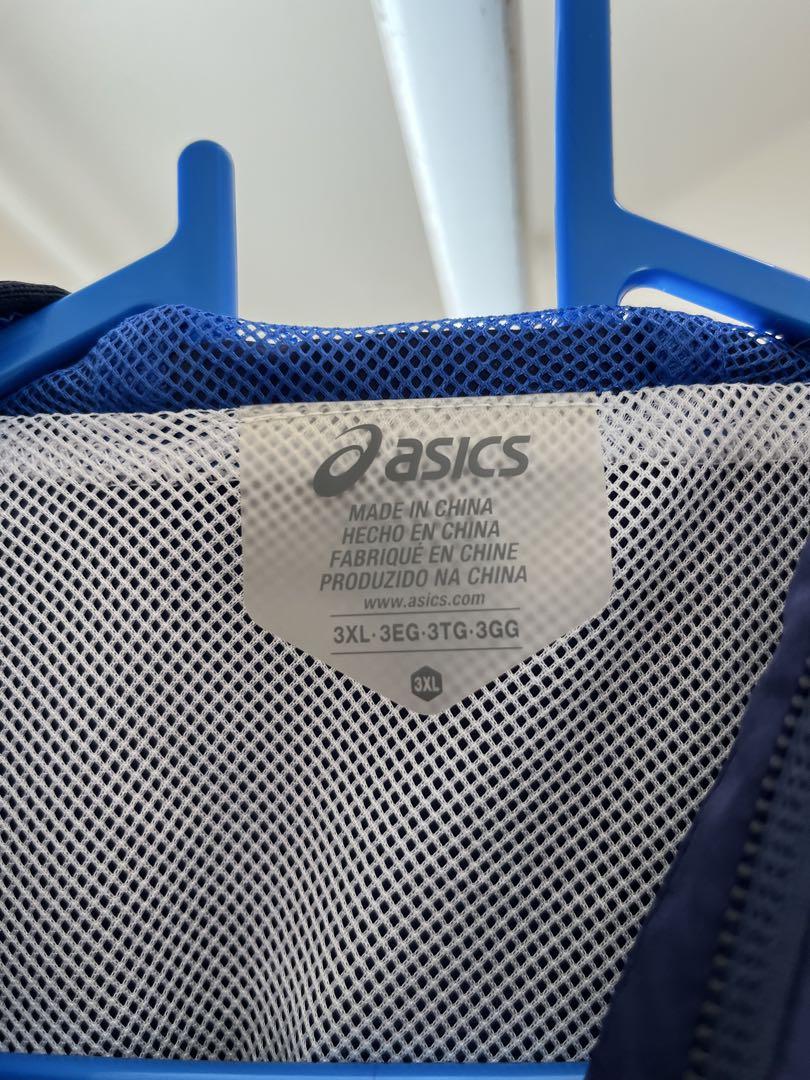 asics
MADE IN CHINA
HECHO EN CHINA
FABRIQUÉ EN CHINE
PRODUZIDO NA CHINA
www.asics.com
3XL·3EG·3TG·3GG
3XL